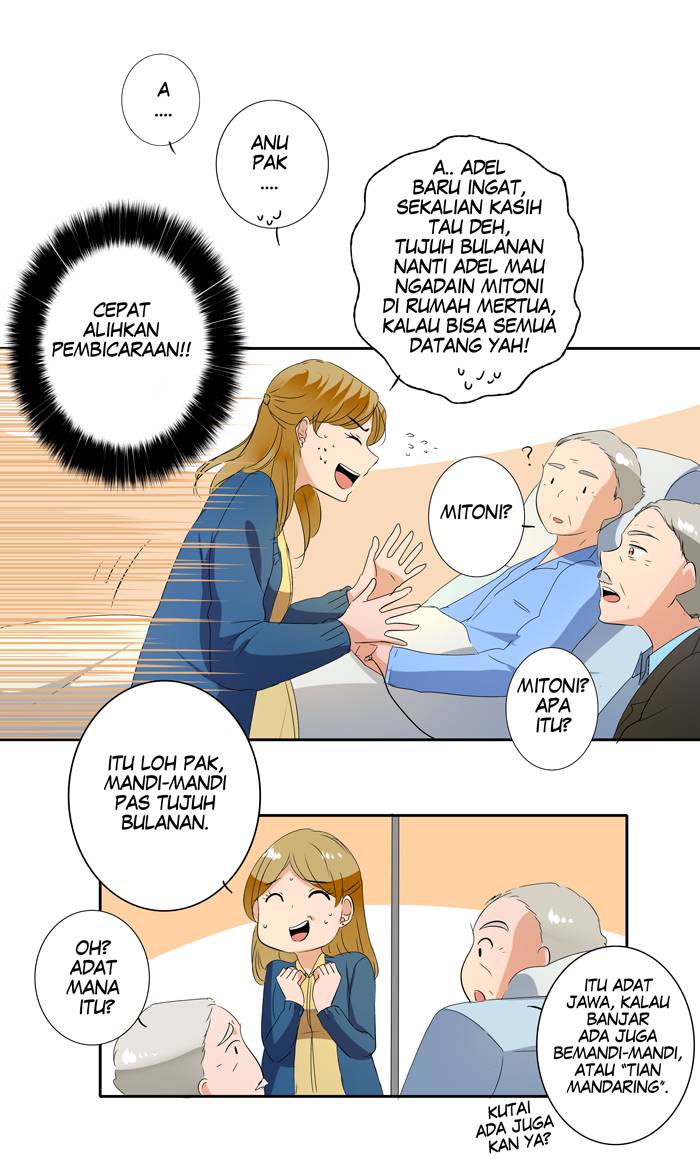 A
....
ANU
PAK
....
A.. ADEL
BARU INGAT,
SEKALIAN KASIH
TAU DEH,
TUJUH BULANAN
NANTI ADEL MAU
NGADAIN MITONI
DI RUMAH MERTUA,
KALAU BISA SEMUA
DATANG YAH!
CEPAT
ALIHKAN
PEMBICARAAN!!
?
MITONI?
MITONI?
APA
ITU?
ITU LOH PAK,
MANDI-MANDI
PAS TUJUH
BULANAN.
OH?
ADAT
MANA
ITU?
ITU ADAT
JAWA, KALAU
BANJAR
ADA JUGA
BEMANDI-MANDI,
ATAU "TIAN
MANDARING".
KUTAI
ADA JUGA
KAN YA?